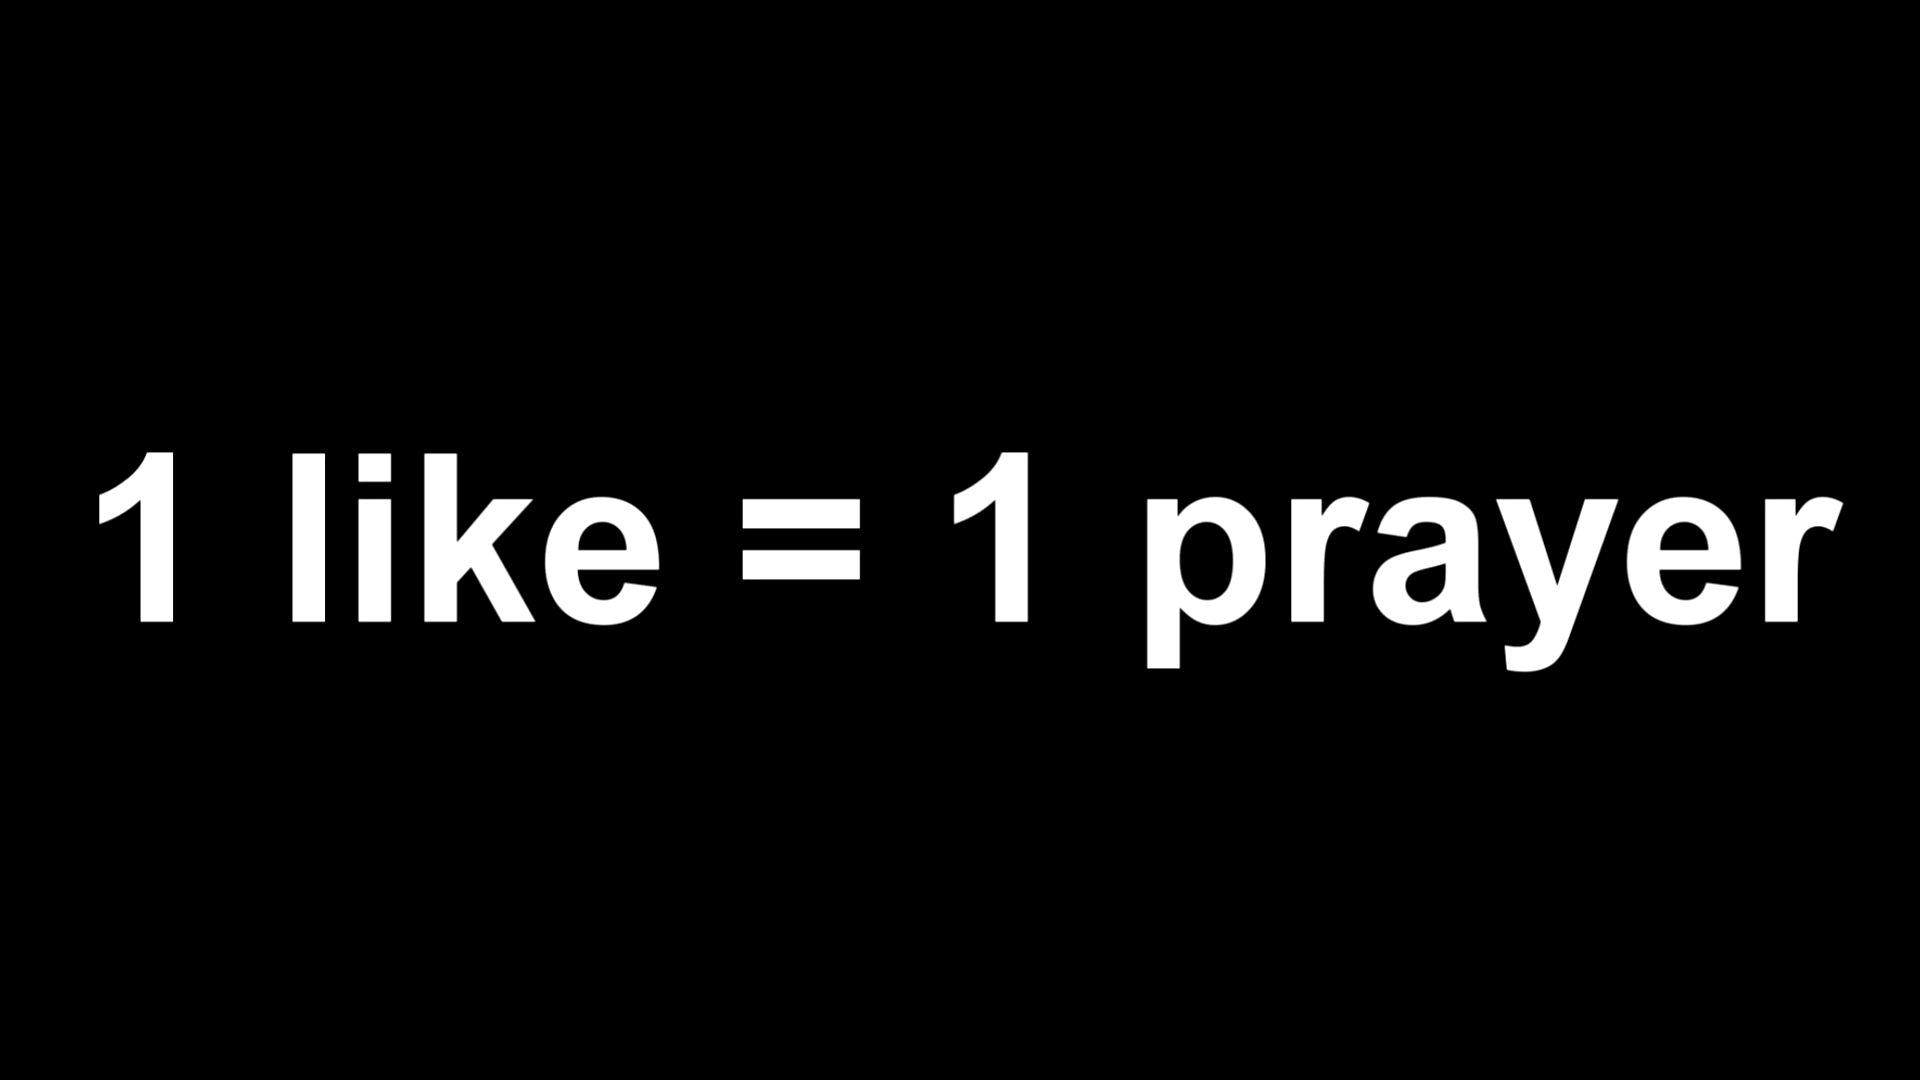 1 like = 1 prayer